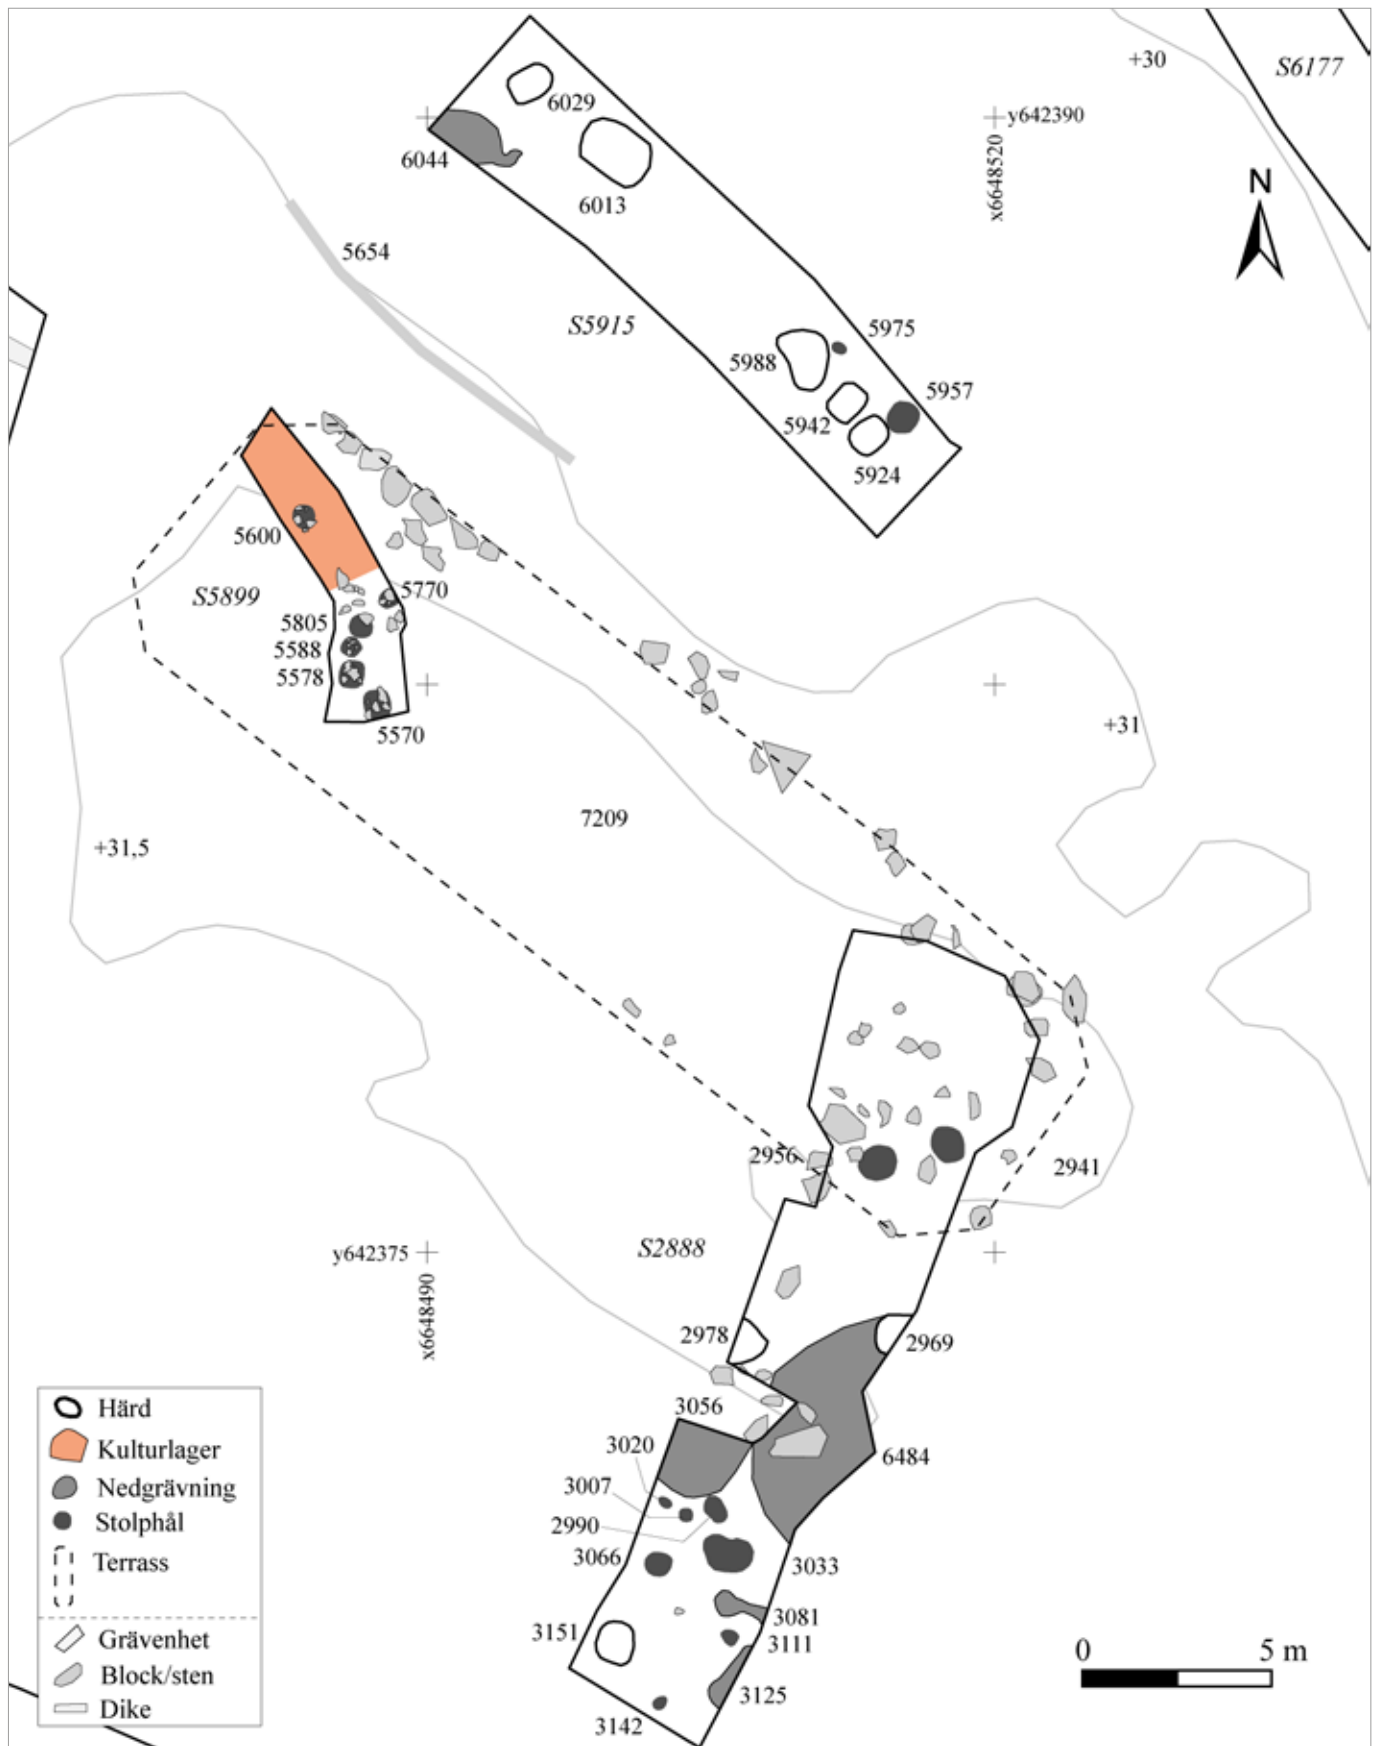 +30
S6177
6029
y642390
x6648520
6044
N
6013
5654
S5915
5975
5988
5957
5942
5924
5600
S5899
5770
5805
5588
5578
5570
+31
7209
+31,5
2956
2941
S2888
y642375
x6648490
2978
2969
3056
3020
6484
3007
2990
3066
3033
3081
3151
3111
3125
3142
Härd
Kulturlager
Nedgrävning
Stolphål
Terrass
Grävenhet
Block/sten
Dike
0 5 m